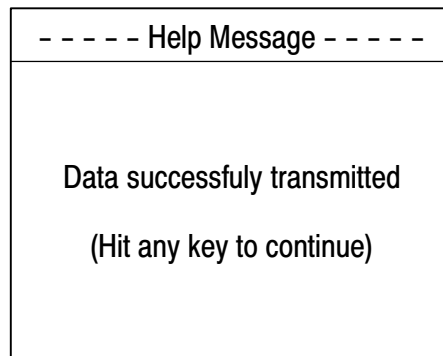 - - - - - Help Message - - - - -
Data successfuly transmitted
(Hit any key to continue)